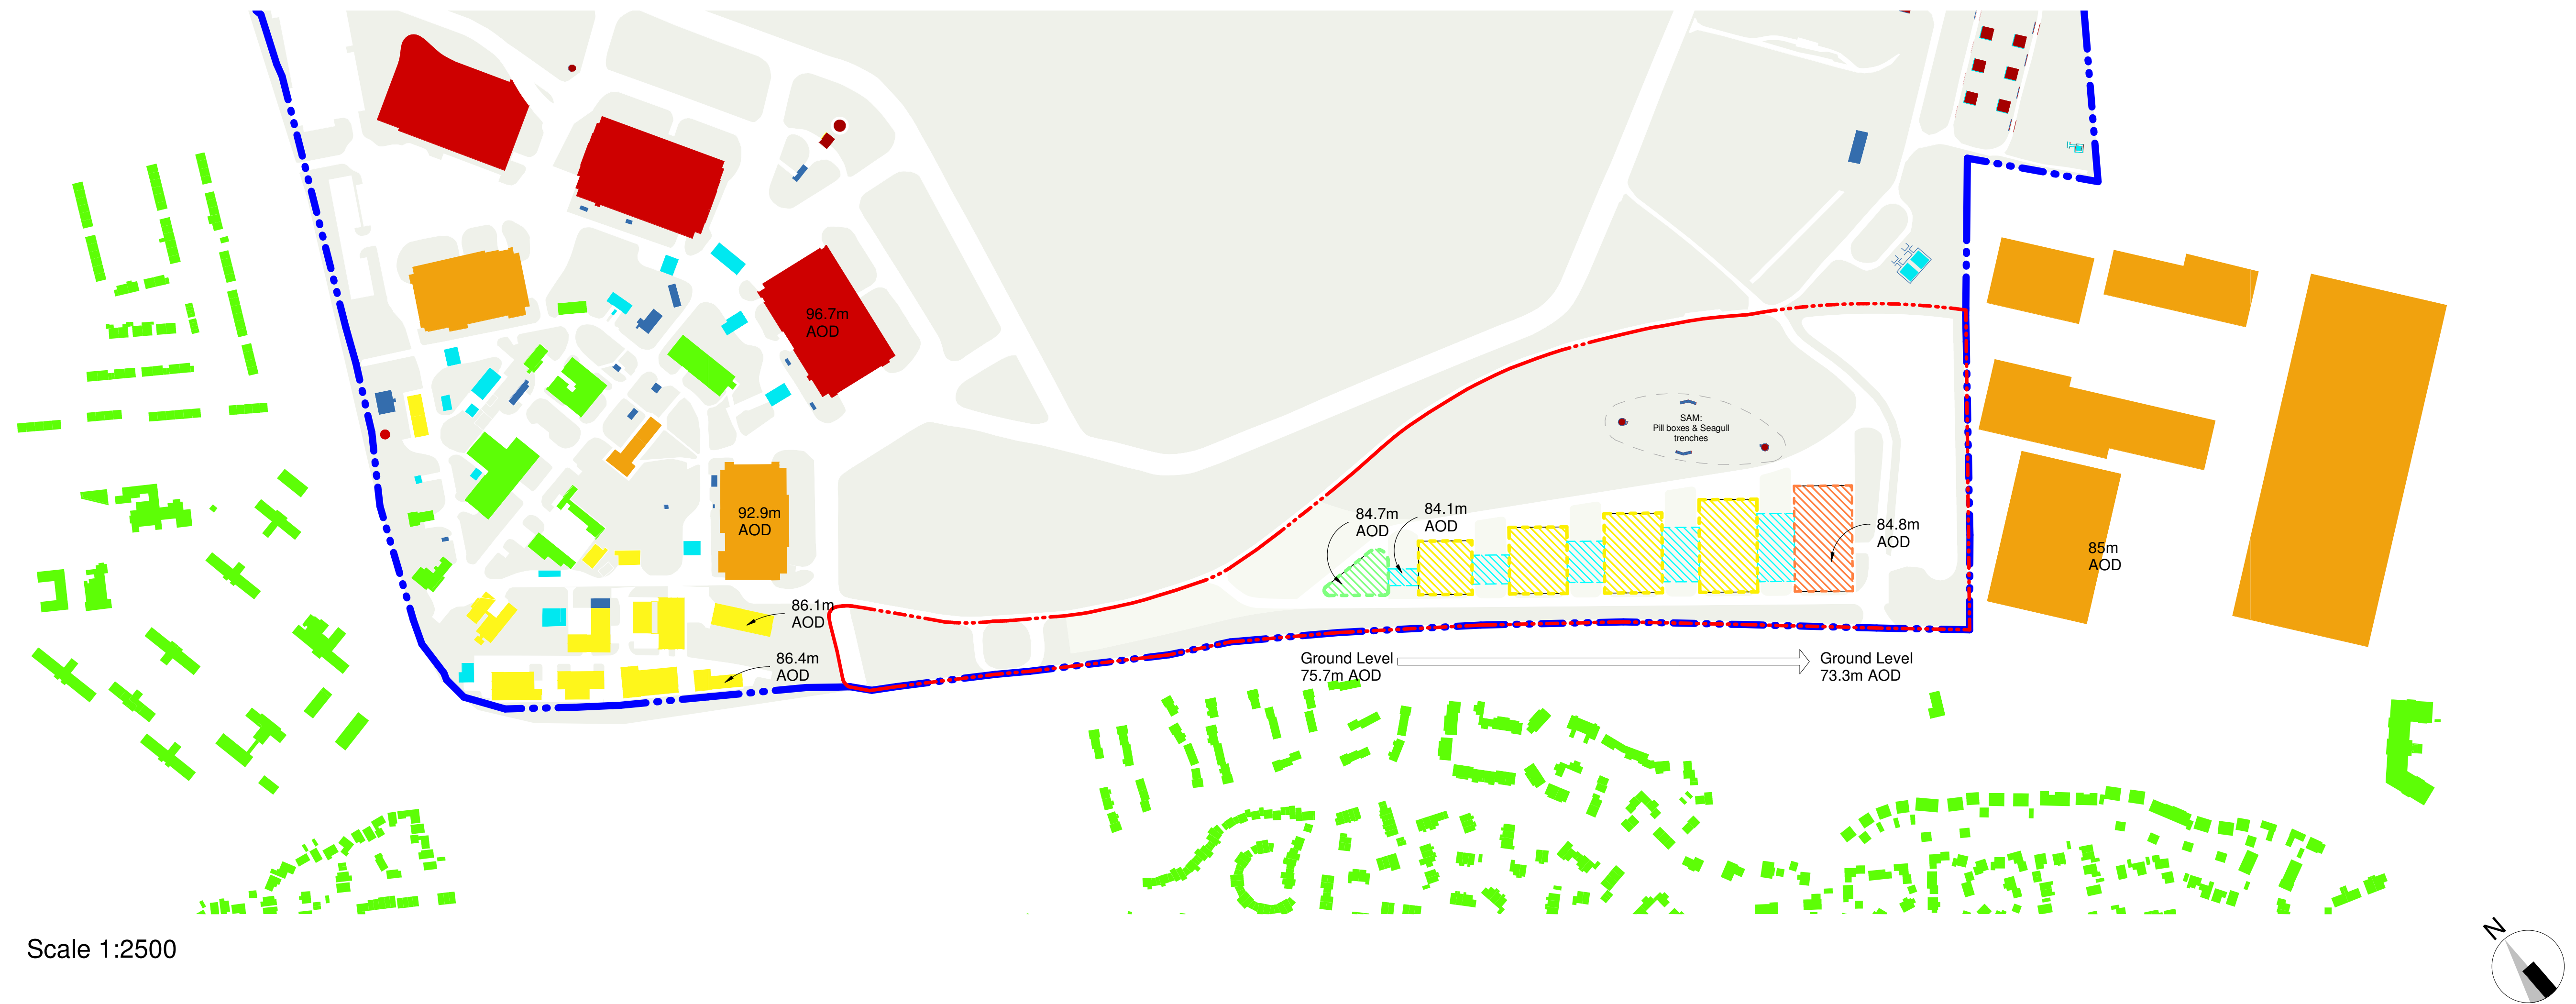 96.7m
AOD
SAM:
Pill boxes & Seagull
trenches
92.9m
AOD
84.7m
AOD
84.1m
AOD
84.8m
AOD
85m
AOD
86.1m
AOD
86.4m
AOD
Ground Level
75.7m AOD
Ground Level
73.3m AOD
Scale 1:2500
N